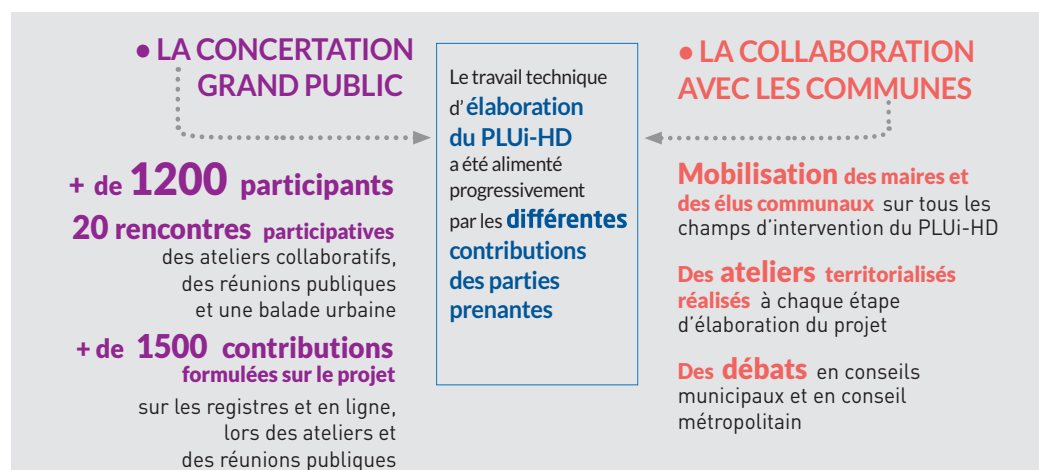 • LA CONCERTATION
GRAND PUBLIC
+ de 1200 participants
20 rencontres participatives
des ateliers collaboratifs,
des réunions publiques
et une balade urbaine
+ de 1500 contributions
formulées sur le projet
sur les registres et en ligne,
lors des ateliers et
des réunions publiques
Le travail technique
d'élaboration
du PLUi-HD
a été alimenté
progressivement
par les différentes
contributions
des parties
prenantes
• LA COLLABORATION
AVEC LES COMMUNES
Mobilisation des maires et
des élus communaux sur tous les
champs d'intervention du PLUi-HD
Des ateliers territorialisés
réalisés à chaque étape
d'élaboration du projet
Des débats en conseils
municipaux et en conseil
métropolitain